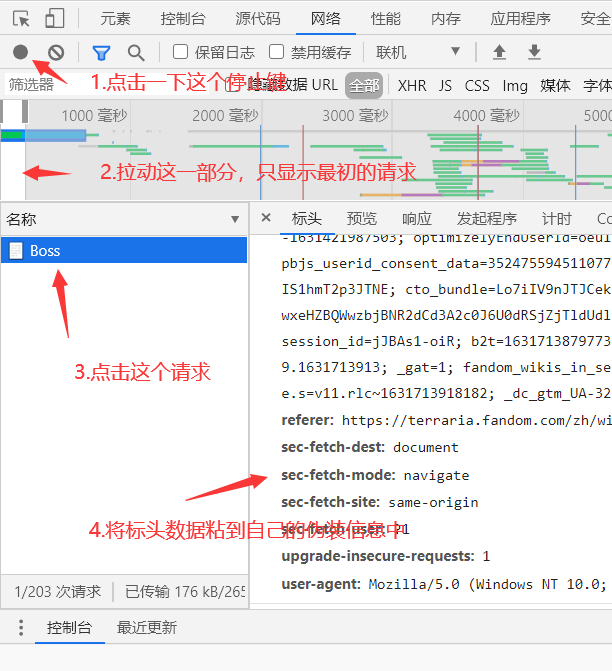 元素 控制台 源代码 网络 性能 内存 应用程序 安全
保留日志 禁用缓存 联机
筛选器 1.点击一下这个停止键 隐藏数据 URL 全部 XHR JS CSS Img 媒体 字体
1000 毫秒 2000 毫秒 3000 毫秒 4000 毫秒 5000
2.拉动这一部分，只显示最初的请求
名称 × 标头 预览 响应 发起程序 计时 Co
-1631421987503; optimizelyEndUserId=oeu1
Boss
pbjs_userid_consent_data=352475594511077
IS1hmT2p3JTNE; cto_bundle=Lo7iIV9nJTJCek
wxeHZBQWwzbjBNR2dCd3A2c0J6U0dRSjZjTldUdl
session_id=jJBAs1-oiR; b2t=1631713879773
9.1631713913; _gat=1; fandom_wikis_in_se
3.点击这个请求
e.s=v11.rlc~1631713918182; _dc_gtm_UA-32
referer: https://terraria.fandom.com/zh/wi
sec-fetch-dest: document
sec-fetch-mode: navigate
sec-fetch-site: same-origin
sec-fetch-user: ?1
4.将标头数据粘到自己的伪装信息中
upgrade-insecure-requests: 1
user-agent: Mozilla/5.0 (Windows NT 10.0;
1/203 次请求 已传输 176 kB/265
控制台 最近更新